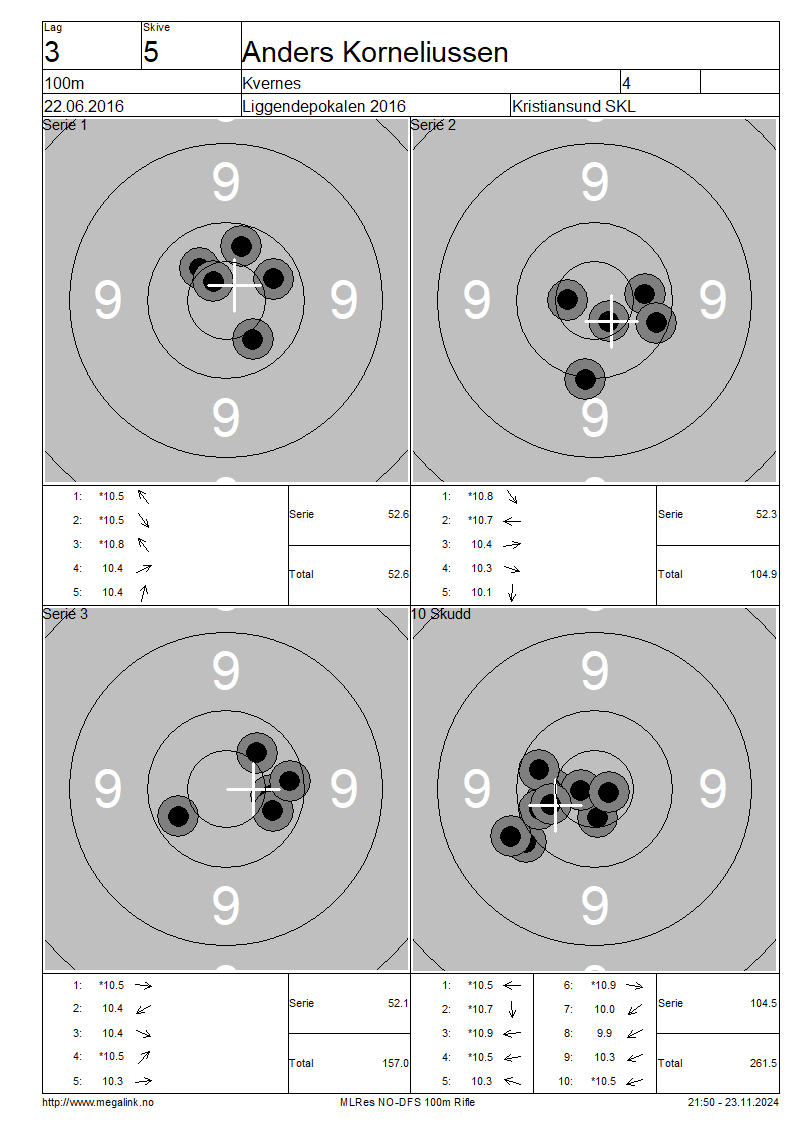 Lag Skive
3 5 Anders Korneliussen
100m Kvernes 4
22.06.2016 Liggendepokalen 2016 Kristiansund SKL
Serie 1
9
9 9
9
1: *10.5
2: *10.5
3: *10.8
4: 10.4
5: 10.4
Serie 52.6
Total 52.6
Serie 2
9
9 9
9
1: *10.8
2: *10.7
3: 10.4
4: 10.3
5: 10.1
Serie 52.3
Total 104.9
Serie 3
9
9 9
9
1: *10.5
2: 10.4
3: 10.4
4: *10.5
5: 10.3
Serie 52.1
Total 157.0
10 Skudd
9
9 9
9
1: *10.5
2: *10.7
3: *10.9
4: *10.5
5: 10.3
6: *10.9
7: 10.0
8: 9.9
9: 10.3
10: *10.5
Serie 104.5
Total 261.5
http://www.megalink.no MLRes NO-DFS 100m Rifle 21:50 - 23.11.2024